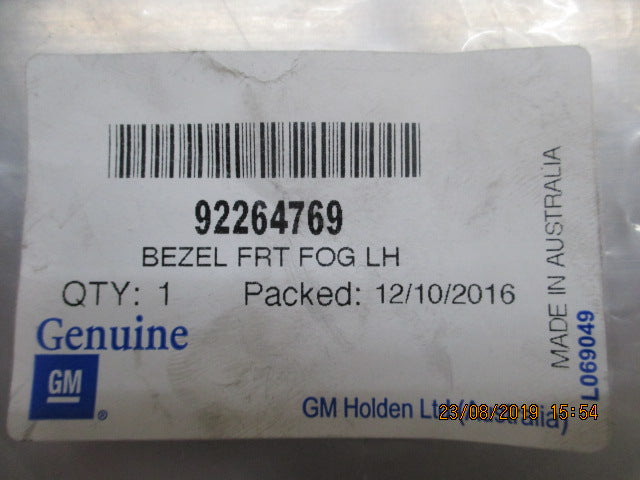 92264769
BEZEL FRT FOG LH
QTY: 1 Packed: 12/10/2016
Genuine
GM
®
GM Holden Ltd (Australia)
MADE IN AUSTRALIA
L069049
23/08/2019 15:54